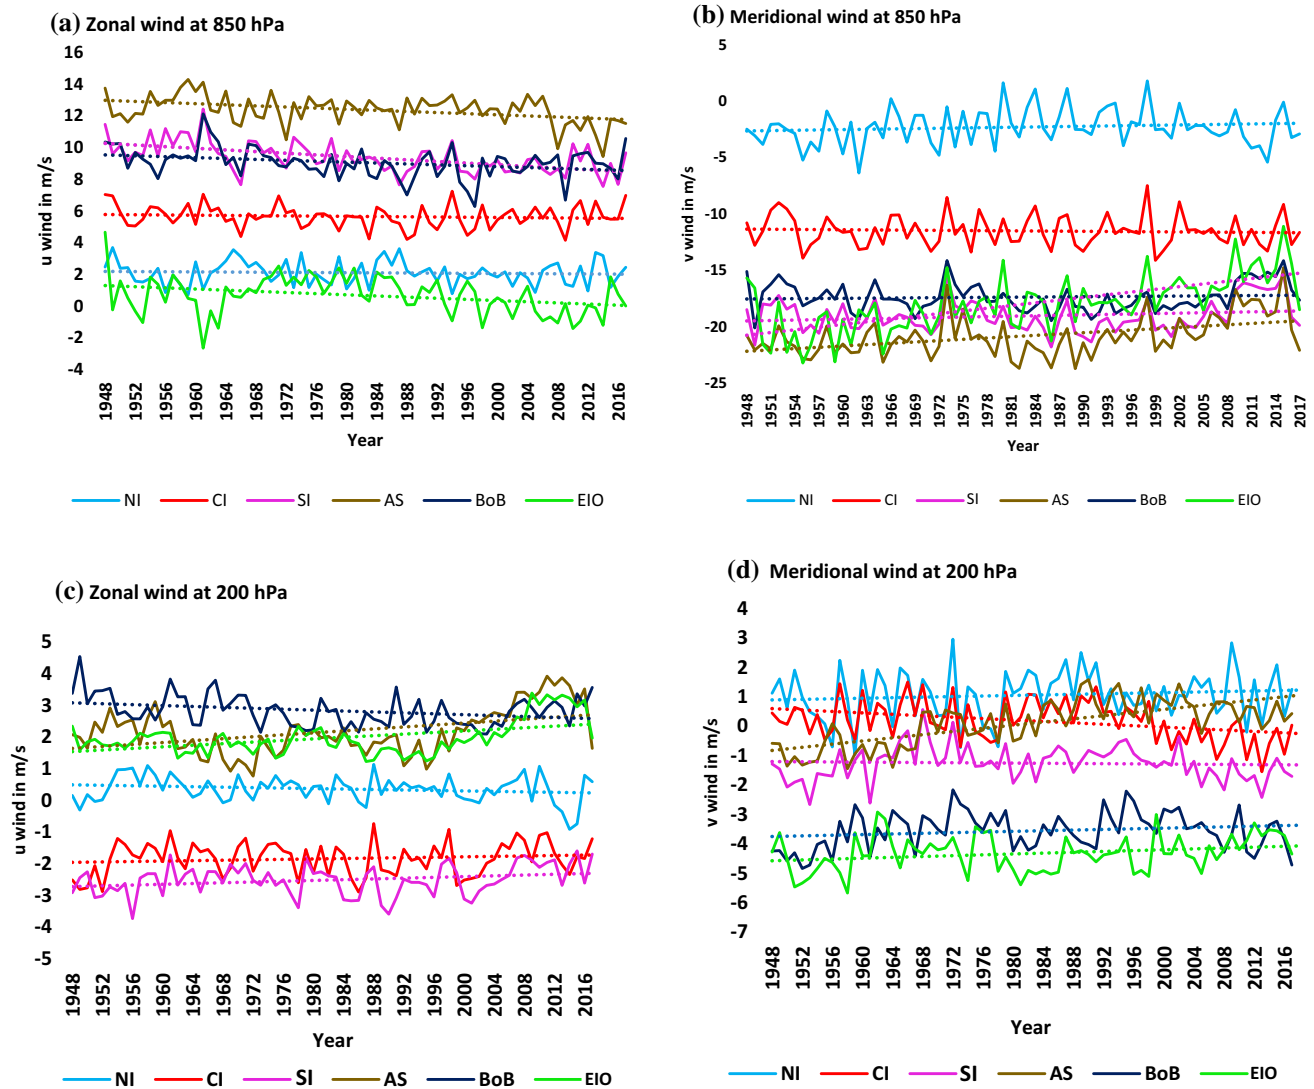 (a) Zonal wind at 850 hPa
16
14
12
10
8
6
4
2
0
-2
-4
u wind in m/s
1948 1952 1956 1960 1964 1968 1972 1976 1980 1984 1988 1992 1996 2000 2004 2008 2012 2016
Year
NI CI SI AS BoB EIO
(b) Meridional wind at 850 hPa
5
0
-5
-10
-15
-20
-25
v wind in m/s
1948 1951 1954 1957 1960 1963 1966 1969 1972 1975 1978 1981 1984 1987 1990 1993 1996 1999 2002 2005 2008 2011 2014 2017
Year
NI CI SI AS BoB EIO
(c) Zonal wind at 200 hPa
5
4
3
2
1
0
-1
-2
-3
-4
-5
u wind in m/s
1948 1952 1956 1960 1964 1968 1972 1976 1980 1984 1988 1992 1996 2000 2004 2008 2012 2016
Year
NI CI SI AS BoB EIO
(d) Meridional wind at 200 hPa
4
3
2
1
0
-1
-2
-3
-4
-5
-6
-7
v wind in m/s
1948 1952 1956 1960 1964 1968 1972 1976 1980 1984 1988 1992 1996 2000 2004 2008 2012 2016
Year
NI CI SI AS BoB EIO